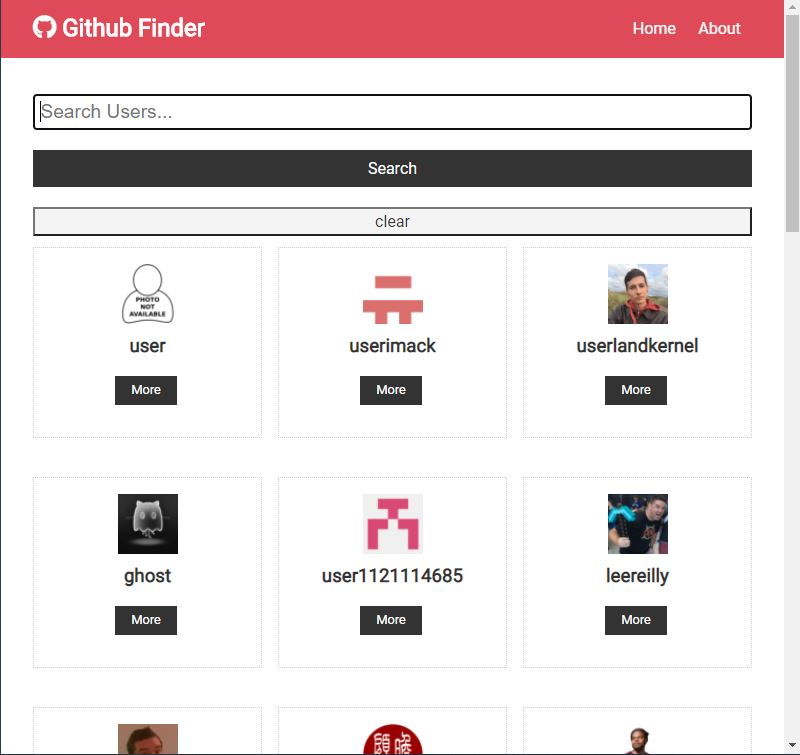 Github Finder
Home About
Search Users...
Search
clear
PHOTO
NOT
AVAILABLE
user userimack userlandkernel
More More More
ghost user1121114685 leereilly
More More More